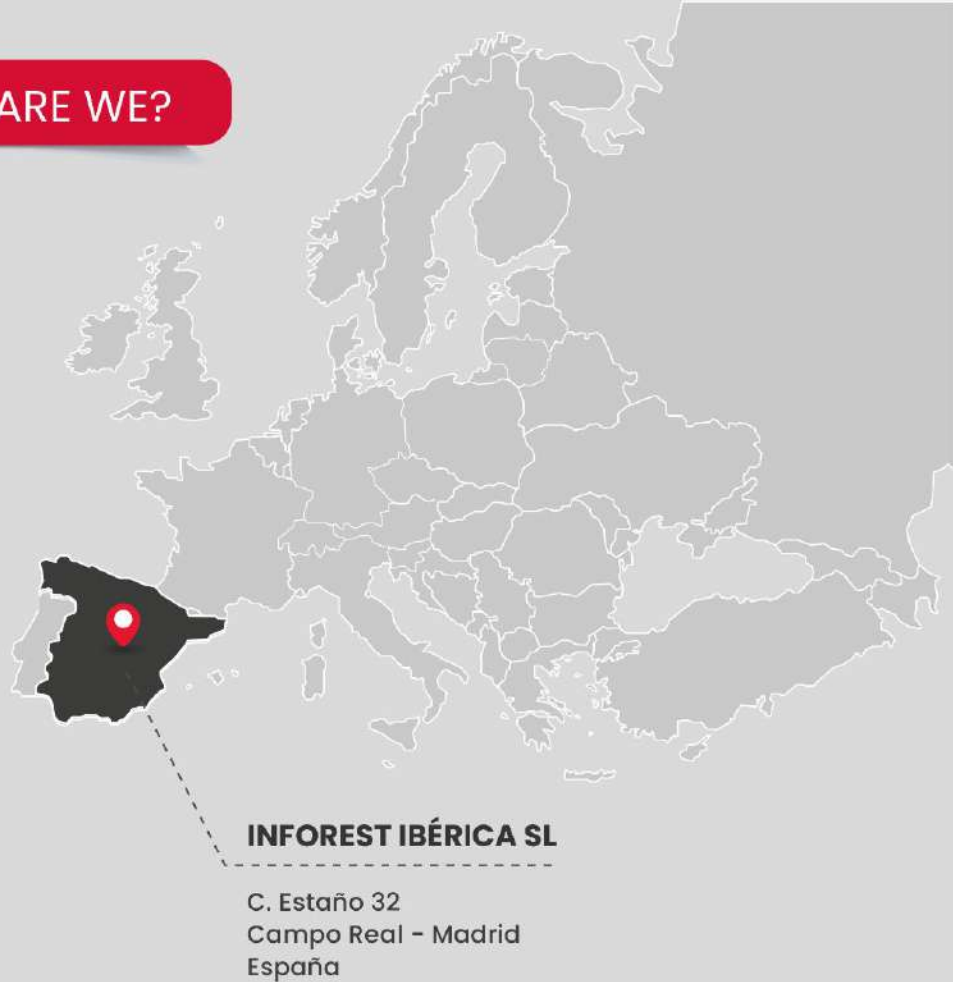 ARE WE?
INFOREST IBÉRICA SL
C. Estaño 32
Campo Real - Madrid
España